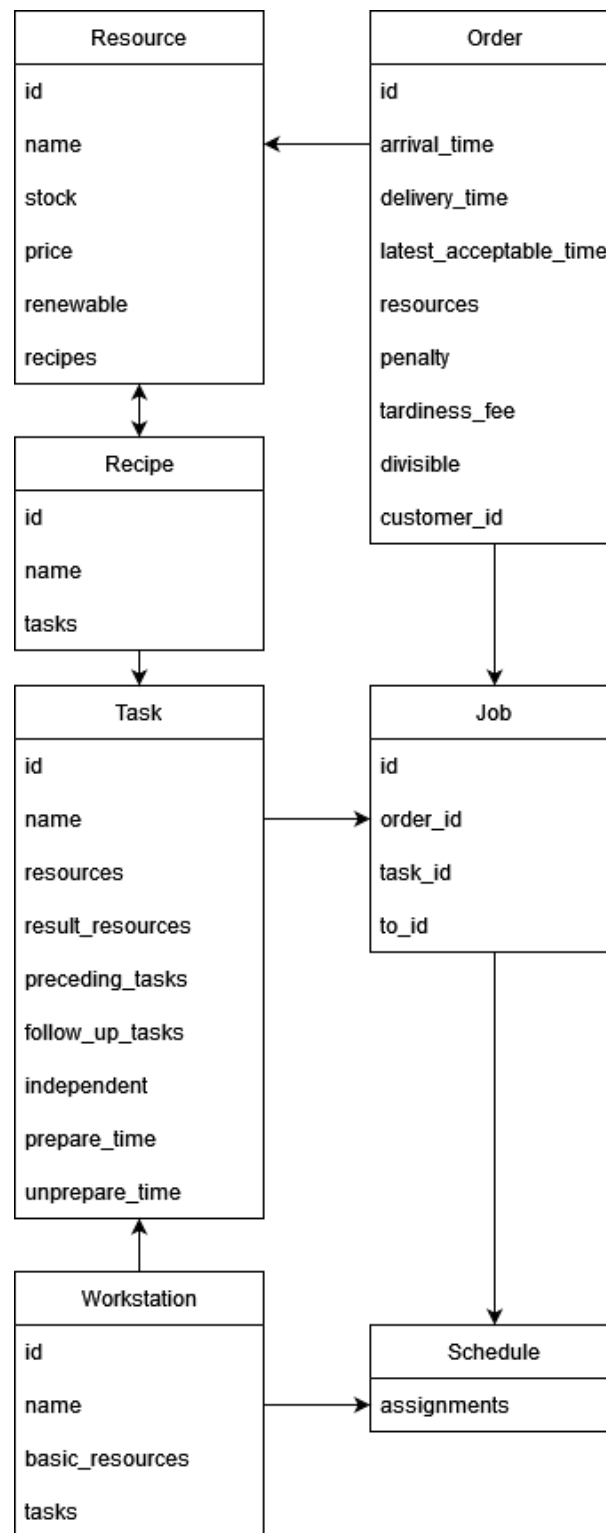 Resource
id
name
stock
price
renewable
recipes
Order
id
arrival_time
delivery_time
latest_acceptable_time
resources
penalty
tardiness_fee
divisible
customer_id
Recipe
id
name
tasks
Task
id
name
resources
result_resources
preceding_tasks
follow_up_tasks
independent
prepare_time
unprepare_time
Job
id
order_id
task_id
to_id
Workstation
id
name
basic_resources
tasks
Schedule
assignments